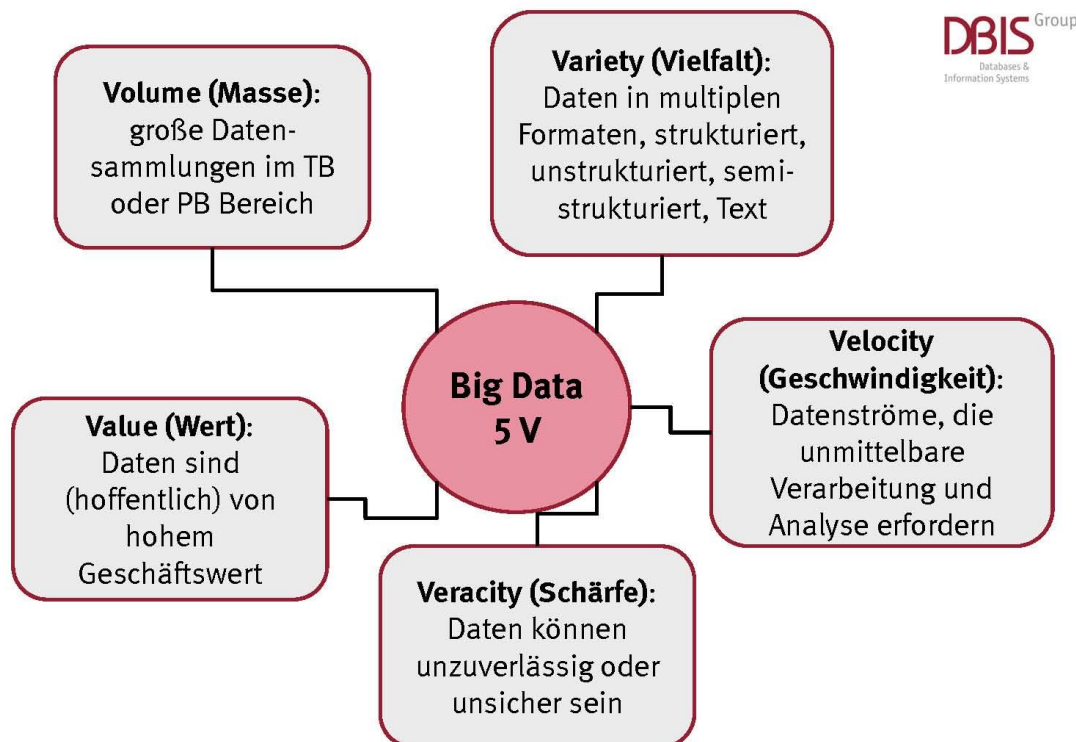 DBIS Group
Databases &
Information Systems
Volume (Masse):
große Daten-
sammlungen im TB
oder PB Bereich
Variety (Vielfalt):
Daten in multiplen
Formaten, strukturiert,
unstrukturiert, semi-
strukturiert, Text
Big Data
5 V
Velocity
(Geschwindigkeit):
Datenströme, die
unmittelbare
Verarbeitung und
Analyse erfordern
Value (Wert):
Daten sind
(hoffentlich) von
hohem
Geschäftswert
Veracity (Schärfe):
Daten können
unzuverlässig oder
unsicher sein